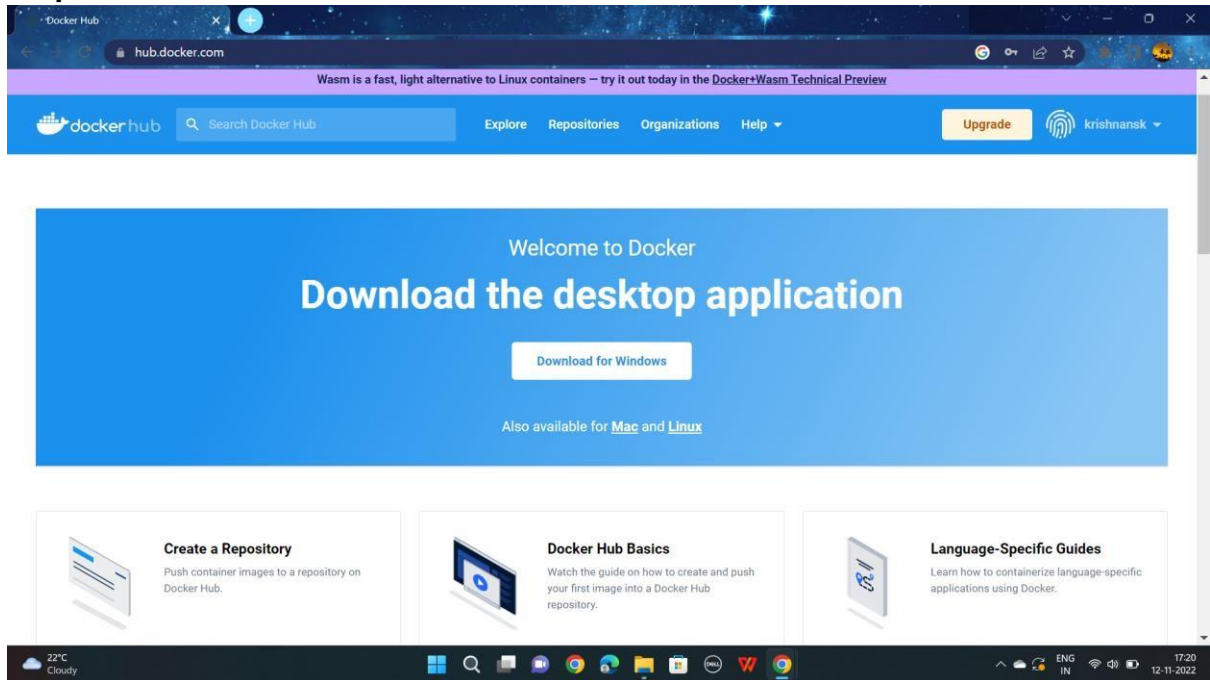 Docker Hub
hub.docker.com
Wasm is a fast, light alternative to Linux containers — try it out today in the Docker+Wasm Technical Preview
dockerhub Search Docker Hub Explore Repositories Organizations Help Upgrade krishnansk
Welcome to Docker
Download the desktop application
Download for Windows
Also available for Mac and Linux
Create a Repository
Push container images to a repository on
Docker Hub.
Docker Hub Basics
Watch the guide on how to create and push
your first image into a Docker Hub
repository.
Language-Specific Guides
Learn how to containerize language-specific
applications using Docker.
22°C
Cloudy
DELL
W
ENG
IN
17:20
12-11-2022